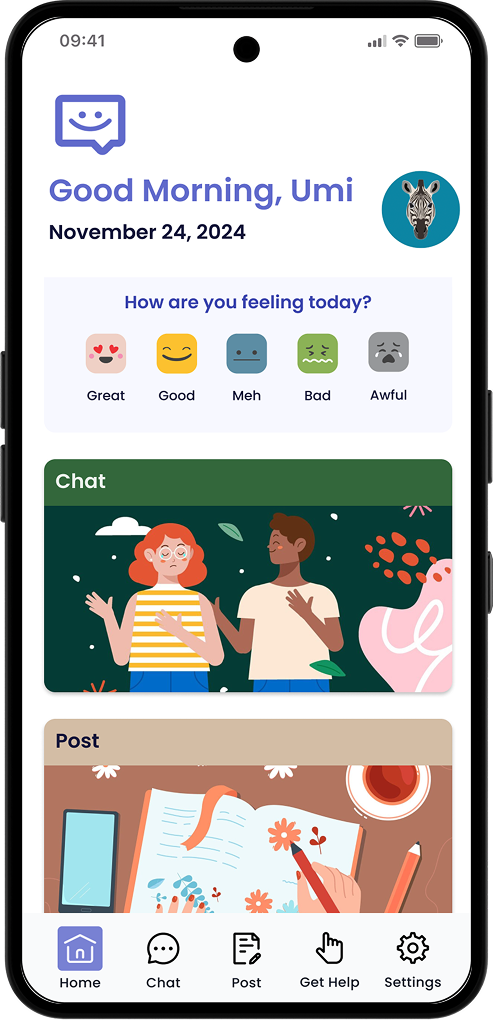 09:41
Good Morning, Umi
November 24, 2024
How are you feeling today?
Great Good Meh Bad Awful
Chat
Post
Home Chat Post Get Help Settings